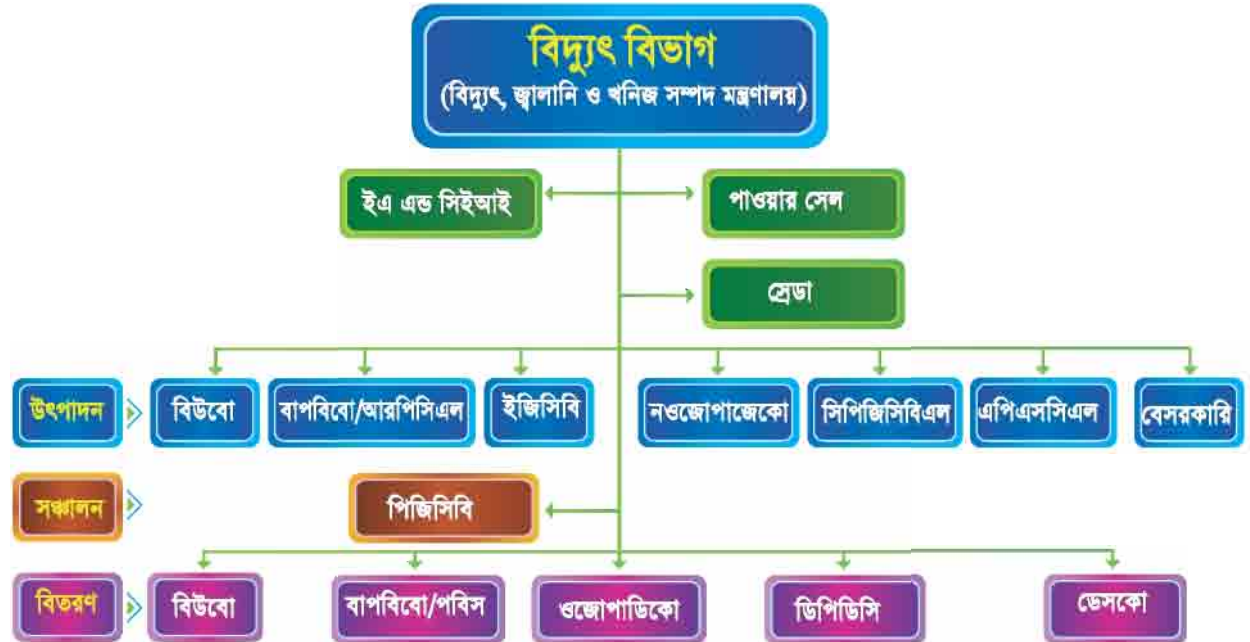 বিদ্যুৎ বিভাগ
(বিদ্যুৎ, জ্বালানি ও খনিজ সম্পদ মন্ত্রণালয়)
ইএ এন্ড সিইআই
পাওয়ার সেল
স্রেডা
উৎপাদন
বিউবো
বাপবিবো/আরপিসিএল
ইজিসিবি
নওজোপাজেকো
সিপিজিসিবিএল
এপিএসসিএল
বেসরকারি
সঞ্চালন
পিজিসিবি
বিতরণ
বিউবো
বাপবিবো/পবিস
ওজোপাডিকো
ডিপিডিসি
ডেসকো